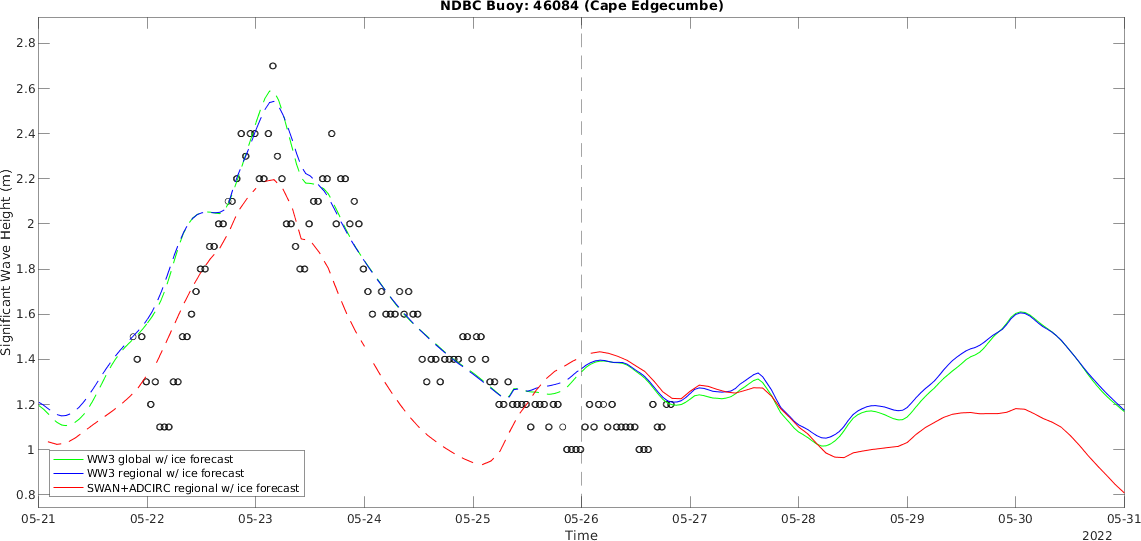 NDBC Buoy: 46084 (Cape Edgecumbe)
Significant Wave Height (m)
2.8
2.6
2.4
2.2
2
1.8
1.6
1.4
1.2
1
0.8
WW3 global w/ ice forecast
WW3 regional w/ ice forecast
SWAN+ADCIRC regional w/ ice forecast
05-21 05-22 05-23 05-24 05-25 05-26 05-27 05-28 05-29 05-30 05-31
Time
2022